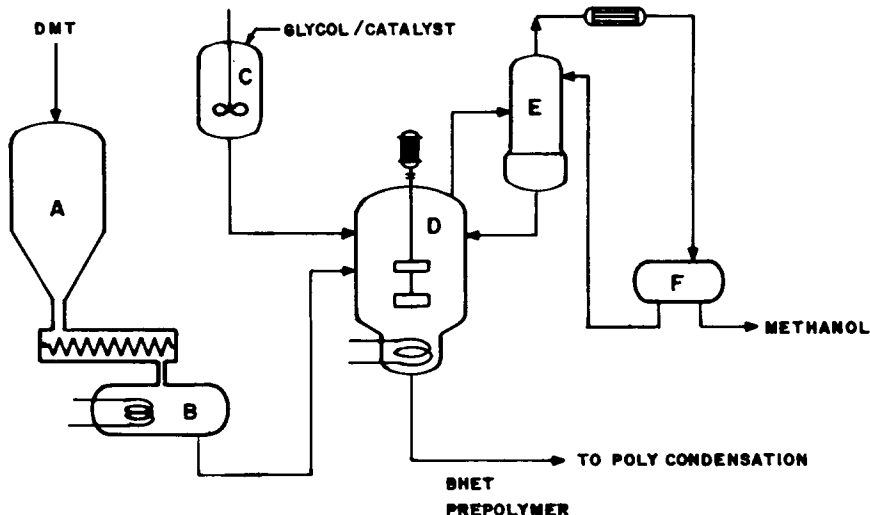 DMT
GLYCOL/CATALYST
C
E
A
D
F
METHANOL
B
TO POLY CONDENSATION
BHET
PREPOLYMER